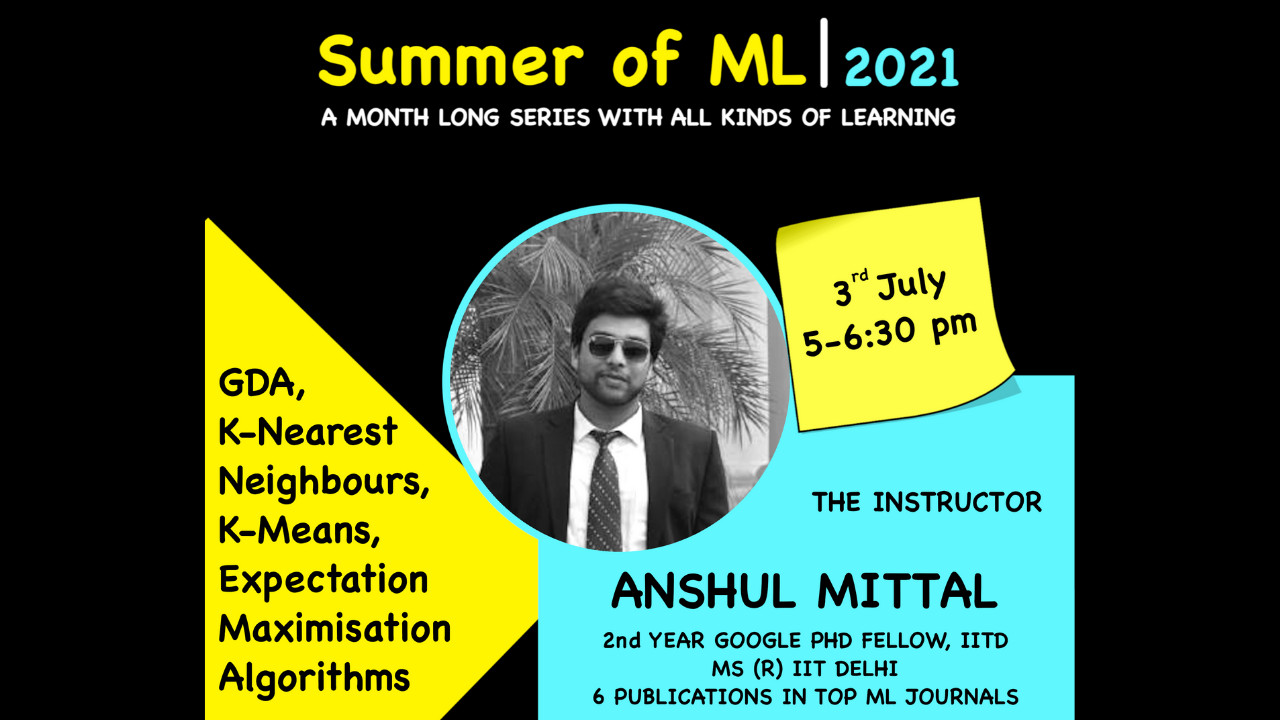 Summer of ML | 2021
A MONTH LONG SERIES WITH ALL KINDS OF LEARNING
3rd July
5-6:30 pm
GDA,
K-Nearest
Neighbours,
K-Means,
Expectation
Maximisation
Algorithms
THE INSTRUCTOR
ANSHUL MITTAL
2nd YEAR GOOGLE PHD FELLOW, IITD
MS (R) IIT DELHI
6 PUBLICATIONS IN TOP ML JOURNALS